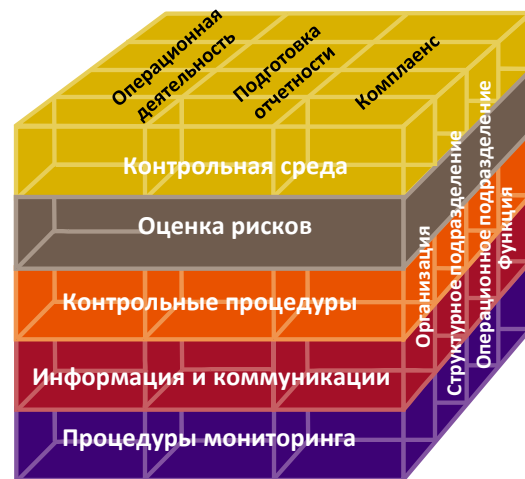 Операционная
деятельность
Подготовка
отчетности
Комплаенс
Контрольная среда
Оценка рисков
Контрольные процедуры
Информация и коммуникации
Процедуры мониторинга
Организация
Структурное подразделение
Операционное подразделение
Функция